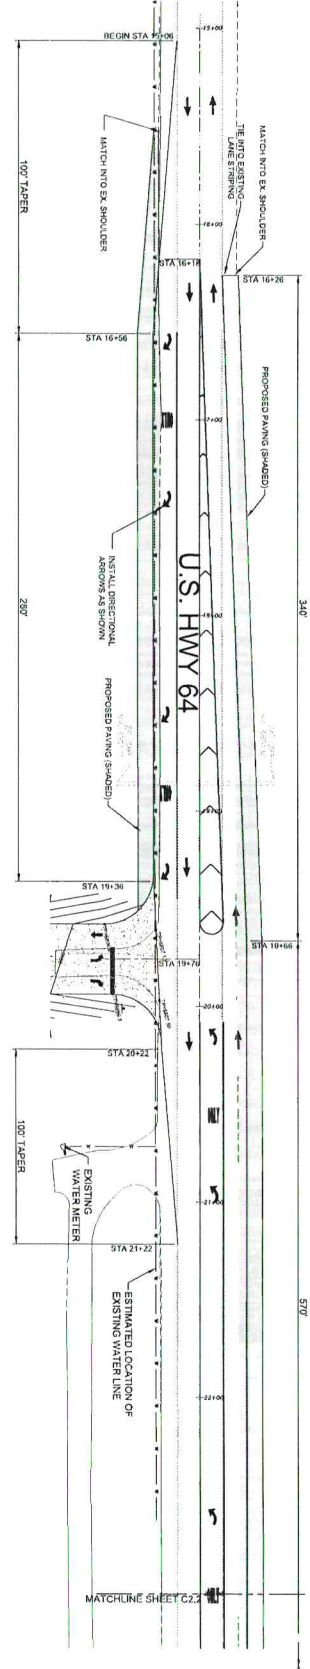 BEGIN STA 15+06
15+00
100' TAPER
MATCH INTO EX. SHOULDER
TIE INTO EXISTING
LANE STRIPING
MATCH INTO EX. SHOULDER
16+00
STA 16+16
STA 16+26
STA 16+56
17+00
PROPOSED PAVING (SHADED)
INSTALL DIRECTIONAL
ARROWS AS SHOWN
U.S. HWY 64
340'
280'
18+00
PROPOSED PAVING (SHADED)
19+00
STA 19+36
STA 19+66
STA 19+76
20+00
STA 20+22
100' TAPER
EXISTING
WATER METER
21+00
STA 21+22
570'
ESTIMATED LOCATION OF
EXISTING WATER LINE
22+00
MATCHLINE SHEET C2.2